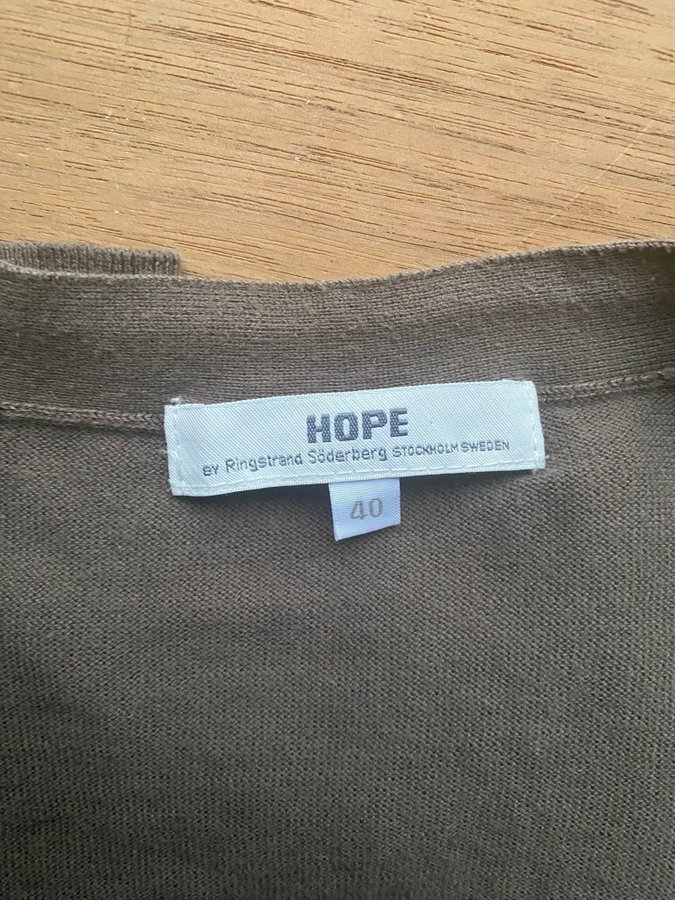 HOPE
BY Ringstrand Söderberg STOCKHOLM SWEDEN
40